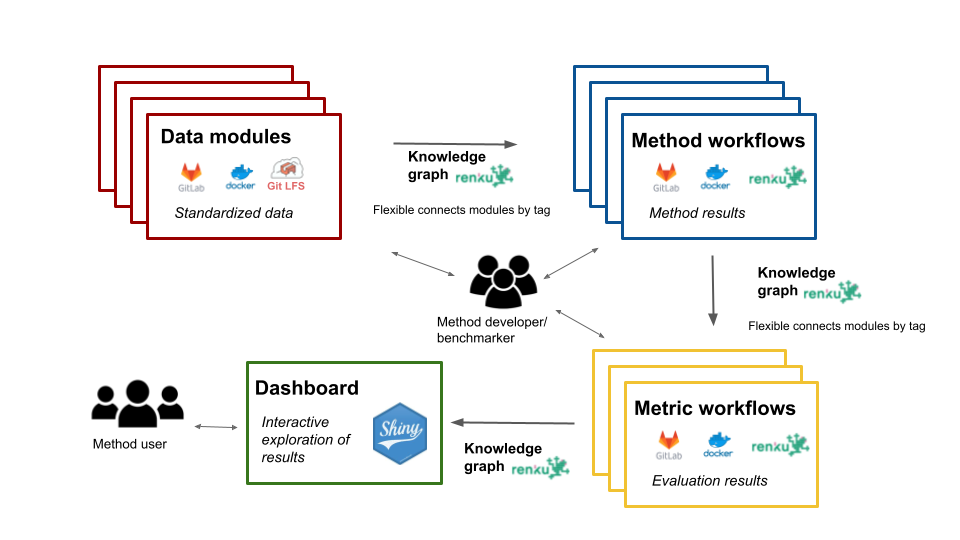 Data modules
GitLab
docker
Git LFS
Standardized data
Knowledge
graph renku
Flexible connects modules by tag
Method workflows
GitLab
docker
renku
Method results
Knowledge
graph renku
Flexible connects modules by tag
Method developer/
benchmarker
Metric workflows
GitLab
docker
renku
Evaluation results
Knowledge
graph renku
Dashboard
Interactive
exploration of
results
Shiny
Method user